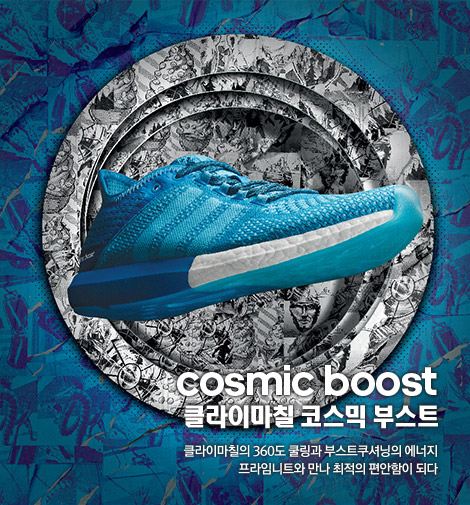 cosmic boost
클라이마칠 코스믹 부스트
클라이마칠의 360도 쿨링과 부스트쿠셔닝의 에너지
프라임니트와 만나 최적의 편안함이 되다